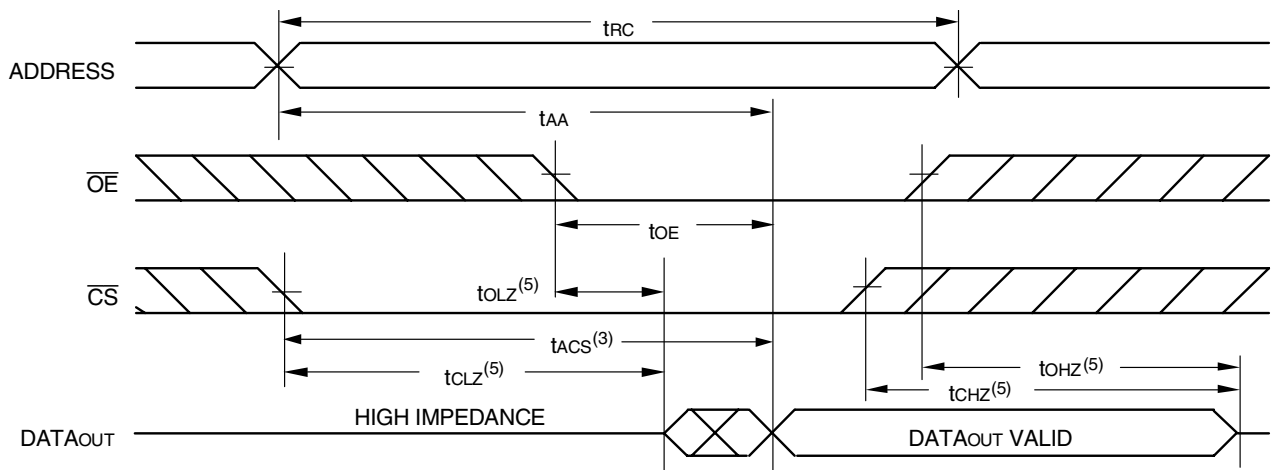 tRC
ADDRESS
tAA
OE
tOE
CS
tOLZ(5)
tACS(3)
tOHZ(5)
tCLZ(5)
tCHZ(5)
HIGH IMPEDANCE
DATAOUT
DATAOUT VALID